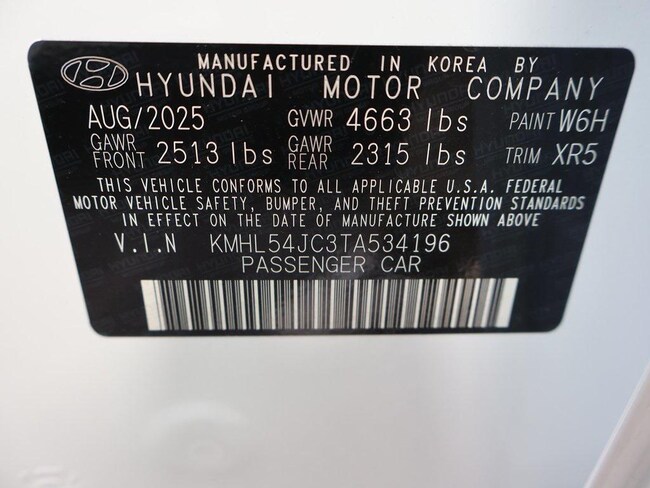 MANUFACTURED IN KOREA BY
HYUNDAI MOTOR COMPANY
AUG/2025 GVWR 4663 lbs PAINT W6H
GAWR FRONT 2513 lbs GAWR REAR 2315 lbs TRIM XR5
THIS VEHICLE CONFORMS TO ALL APPLICABLE U.S.A. FEDERAL
MOTOR VEHICLE SAFETY, BUMPER, AND THEFT PREVENTION STANDARDS
IN EFFECT ON THE DATE OF MANUFACTURE SHOWN ABOVE
V.I.N KMHL54JC3TA534196
PASSENGER CAR